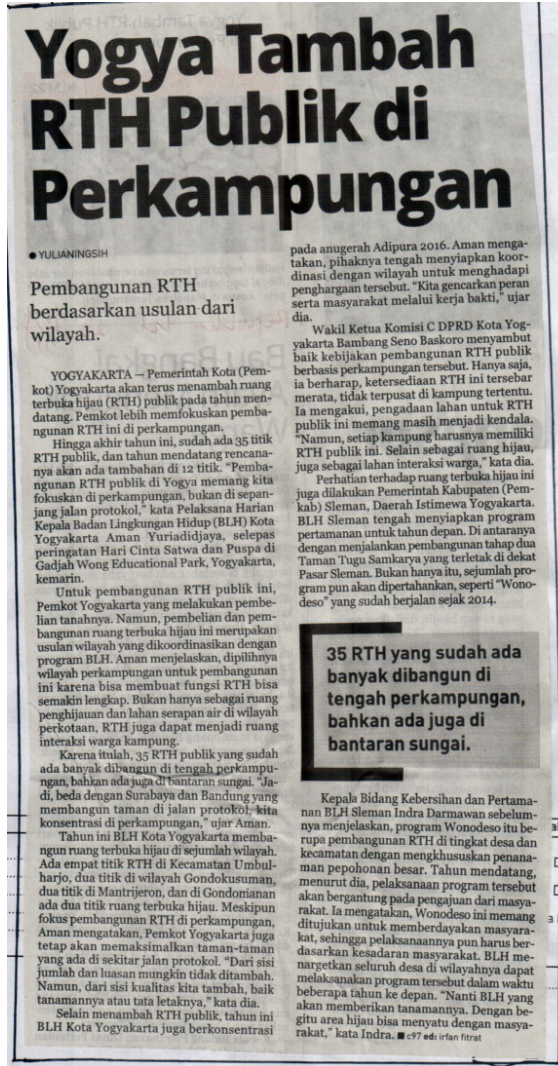 Yogya Tambah
RTH Publik di
Perkampungan
● YULIANINGSIH
Pembangunan RTH
berdasarkan usulan dari
wilayah.
YOGYAKARTA — Pemerintah Kota (Pem-
kot) Yogyakarta akan terus menambah ruang
terbuka hijau (RTH) publik pada tahun men-
datang. Pemkot lebih memfokuskan pemba-
ngunan RTH ini di perkampungan.
Hingga akhir tahun ini, sudah ada 35 titik
RTH publik, dan tahun mendatang rencana-
nya akan ada tambahan di 12 titik. “Pemba-
ngunan RTH publik di Yogya memang kita
fokuskan di perkampungan, bukan di sepan-
jang jalan protokol,” kata Pelaksana Harian
Kepala Badan Lingkungan Hidup (BLH) Kota
Yogyakarta Aman Yuriadidjaya, selepas
peringatan Hari Cinta Satwa dan Puspa di
Gadjah Wong Educational Park, Yogyakarta,
kemarin.
Untuk pembangunan RTH publik ini,
Pemkot Yogyakarta yang melakukan pembe-
lian tanahnya. Namun, pembelian dan pem-
bangunan ruang terbuka hijau ini merupakan
usulan wilayah yang dikoordinasikan dengan
program BLH. Aman menjelaskan, dipilihnya
wilayah perkampungan untuk pembangunan
ini karena bisa membuat fungsi RTH bisa
semakin lengkap. Bukan hanya sebagai ruang
penghijauan dan lahan serapan air di wilayah
perkotaan, RTH juga dapat menjadi ruang
interaksi warga kampung.
Karena itulah, 35 RTH publik yang sudah
ada banyak dibangun di tengah perkampu-
ngan, bahkan ada juga di bantaran sungai. “Ja-
di, beda dengan Surabaya dan Bandung yang
membangun taman di jalan protokol, kita
konsentrasi di perkampungan,” ujar Aman.
Tahun ini BLH Kota Yogyakarta memba-
ngun ruang terbuka hijau di sejumlah wilayah.
Ada empat titik RTH di Kecamatan Umbul-
harjo, dua titik di wilayah Gondokusuman,
dua titik di Mantrijeron, dan di Gondomanan
ada dua titik ruang terbuka hijau. Meskipun
fokus pembangunan RTH di perkampungan,
Aman mengatakan, Pemkot Yogyakarta juga
tetap akan memaksimalkan taman-taman
yang ada di sekitar jalan protokol. “Dari sisi
jumlah dan luasan mungkin tidak ditambah.
Namun, dari sisi kualitas kita tambah, baik
tanamannya atau tata letaknya,” kata dia.
Selain menambah RTH publik, tahun ini
BLH Kota Yogyakarta juga berkonsentrasi
pada anugerah Adipura 2016. Aman menga-
takan, pihaknya tengah menyiapkan koor-
dinasi dengan wilayah untuk menghadapi
penghargaan tersebut. “Kita gencarkan peran
serta masyarakat melalui kerja bakti,” ujar
dia.
Wakil Ketua Komisi C DPRD Kota Yog-
yakarta Bambang Seno Baskoro menyambut
baik kebijakan pembangunan RTH publik
berbasis perkampungan tersebut. Hanya saja,
ia berharap, ketersediaan RTH ini tersebar
merata, tidak terpusat di kampung tertentu.
Ia mengakui, pengadaan lahan untuk RTH
publik ini memang masih menjadi kendala.
“Namun, setiap kampung harusnya memiliki
RTH publik ini. Selain sebagai ruang hijau,
juga sebagai lahan interaksi warga,” kata dia.
Perhatian terhadap ruang terbuka hijau ini
juga dilakukan Pemerintah Kabupaten (Pem-
kab) Sleman, Daerah Istimewa Yogyakarta.
BLH Sleman tengah menyiapkan program
pertamanan untuk tahun depan. Di antaranya
dengan menjalankan pembangunan tahap dua
Taman Tugu Samkarya yang terletak di dekat
Pasar Sleman. Bukan hanya itu, sejumlah pro-
gram pun akan dipertahankan, seperti “Wono-
deso” yang sudah berjalan sejak 2014.
35 RTH yang sudah ada
banyak dibangun di
tengah perkampungan,
bahkan ada juga di
bantaran sungai.
Kepala Bidang Kebersihan dan Pertama-
nan BLH Sleman Indra Darmawan sebelum-
nya menjelaskan, program Wonodeso itu be-
rupa pembangunan RTH di tingkat desa dan
kecamatan dengan mengkhususkan penana-
man pepohonan besar. Tahun mendatang,
menurut dia, pelaksanaan program tersebut
akan bergantung pada pengajuan dari masya-
rakat. Ia mengatakan, Wonodeso ini memang
ditujukan untuk memberdayakan masyara-
kat, sehingga pelaksanaannya pun harus ber-
dasarkan kesadaran masyarakat. BLH me-
nargetkan seluruh desa di wilayahnya dapat
melaksanakan program tersebut dalam waktu
beberapa tahun ke depan. “Nanti BLH yang
akan memberikan tanamannya. Dengan be-
gitu area hijau bisa menyatu dengan masya-
rakat,” kata Indra. ■ c97 ed: irfan fitrat